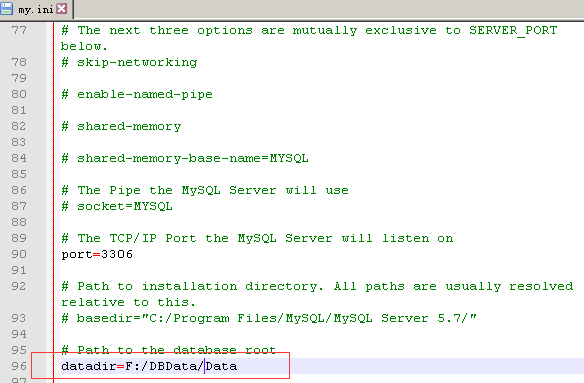 my.ini
77 # The next three options are mutually exclusive to SERVER_PORT
below.
78 # skip-networking
79
80 # enable-named-pipe
81
82 # shared-memory
83
84 # shared-memory-base-name=MYSQL
85
86 # The Pipe the MySQL Server will use
87 # socket=MYSQL
88
89 # The TCP/IP Port the MySQL Server will listen on
90 port=3306
91
92 # Path to installation directory. All paths are usually resolved
relative to this.
93 # basedir="C:/Program Files/MySQL/MySQL Server 5.7/"
94
95 # Path to the database root
96 datadir=F:/DBData/Data